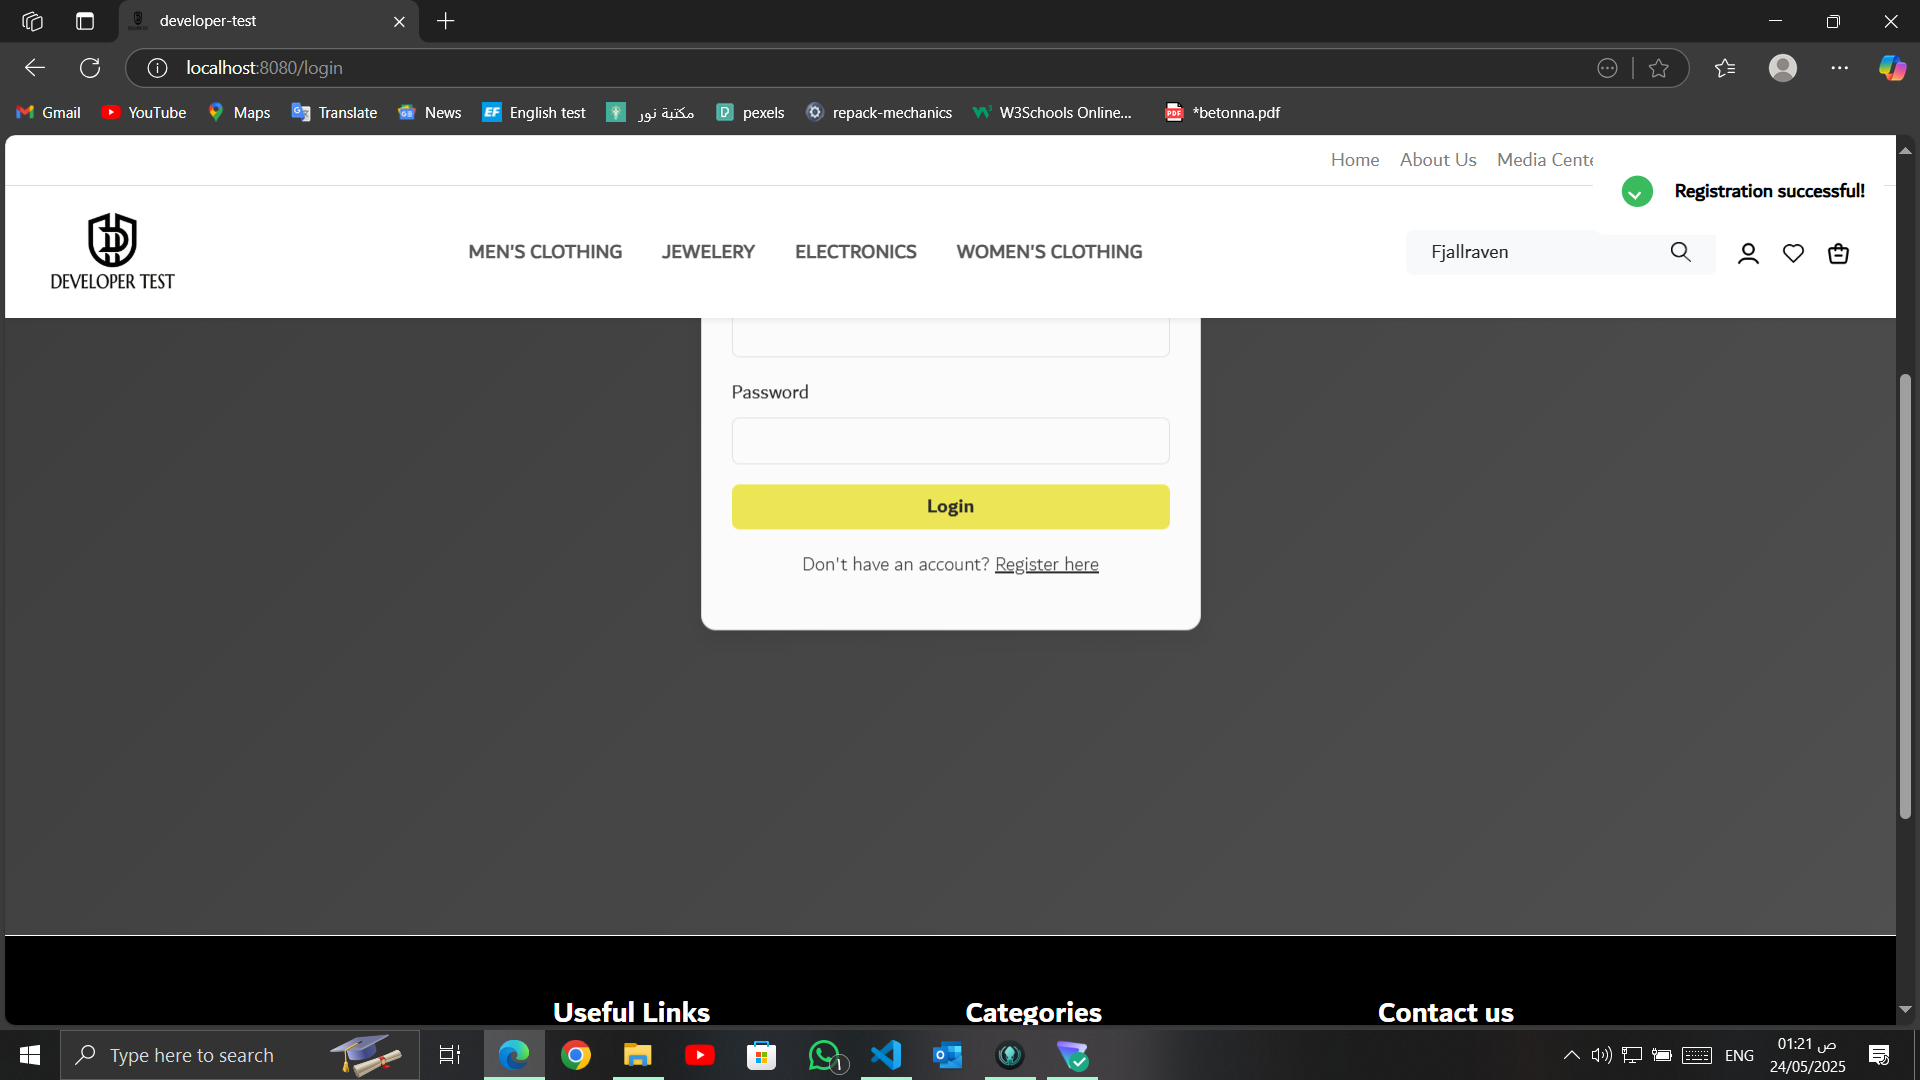 developer-test
localhost:8080/login
Gmail
YouTube
Maps
Translate
News
EF
English test
مكتبة نور
pexels
repack-mechanics
W3Schools Online...
*betonna.pdf
Home
About Us
Media Cente
Registration successful!
DEVELOPER TEST
MEN'S CLOTHING
JEWELERY
ELECTRONICS
WOMEN'S CLOTHING
Fjallraven
Password
Login
Don't have an account? Register here
Useful Links
Categories
Contact us
Type here to search
ENG
01:21 ص
24/05/2025